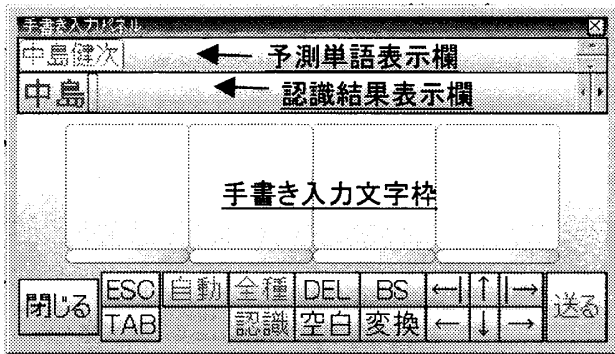 手書き入力パネル
中島健次 ← 予測単語表示欄
中島 ← 認識結果表示欄
手書き入力文字枠
閉じる ESC 自動 全種 DEL BS ←| ↑ |→ 送る
TAB 認識 空白 変換 ← ↓ →